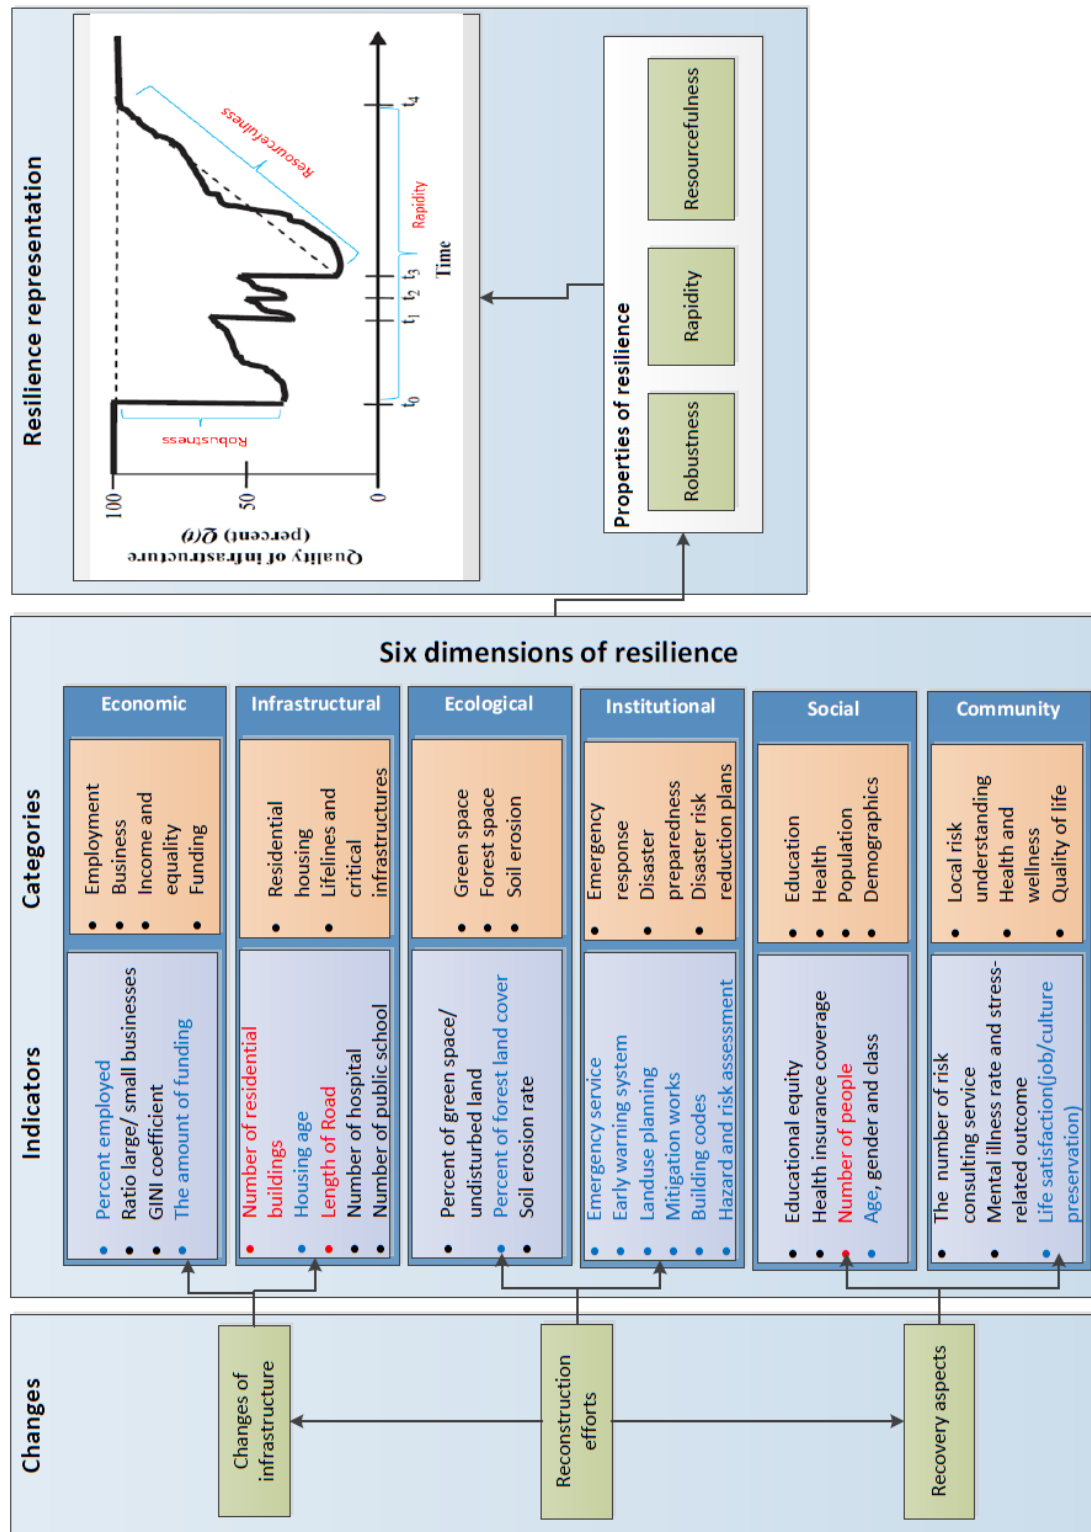 Changes
Changes of
infrastructure
Reconstruction
efforts
Recovery aspects
Six dimensions of resilience
Indicators
Categories
Economic
• Percent employed
• Ratio large/ small businesses
• GINI coefficient
• The amount of funding
• Employment
• Business
• Income and
equality
• Funding
Infrastructural
• Number of residential
buildings
• Housing age
• Length of Road
• Number of hospital
• Number of public school
• Residential
housing
• Lifelines and
critical
infrastructures
Ecological
• Percent of green space/
undisturbed land
• Percent of forest land cover
• Soil erosion rate
• Green space
• Forest space
• Soil erosion
Institutional
• Emergency service
• Early warning system
• Landuse planning
• Mitigation works
• Building codes
• Hazard and risk assessment
• Emergency
response
• Disaster
preparedness
• Disaster risk
reduction plans
Social
• Educational equity
• Health insurance coverage
• Number of people
• Age, gender and class
• Education
• Health
• Population
• Demographics
Community
• The number of risk
consulting service
• Mental illness rate and stress-
related outcome
• Life satisfaction(job/culture
preservation)
• Local risk
understanding
• Health and
wellness
• Quality of life
Resilience representation
Quality of infrastructure
(percent) Q(t)
100
50
0
Robustness
Resourcefulness
Rapidity
t0
t1
t2
t3
t4
Time
Properties of resilience
Robustness
Rapidity
Resourcefulness